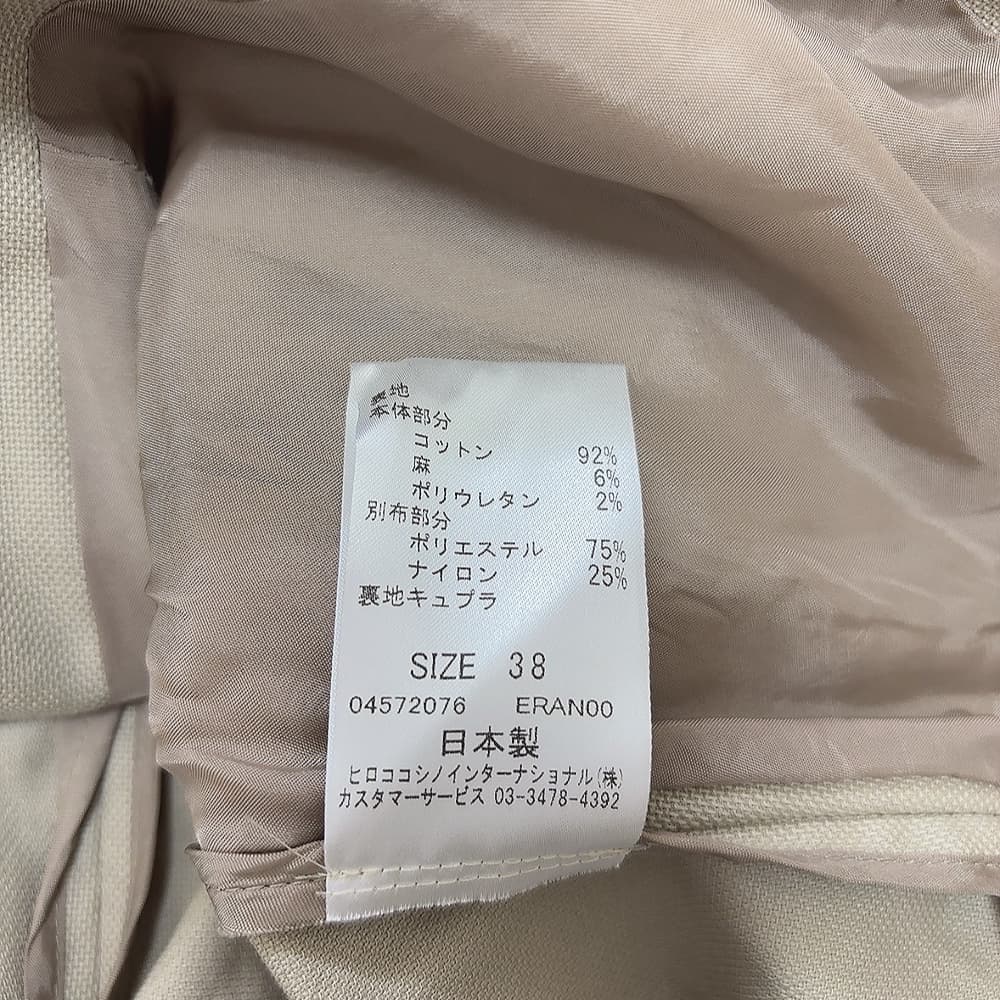 表地
本体部分
コットン 92%
麻 6%
ポリウレタン 2%
別布部分
ポリエステル 75%
ナイロン 25%
裏地キュプラ
SIZE 38
04572076 ERAN00
日本製
ヒロココシノインターナショナル(株)
カスタマーサービス 03-3478-4392